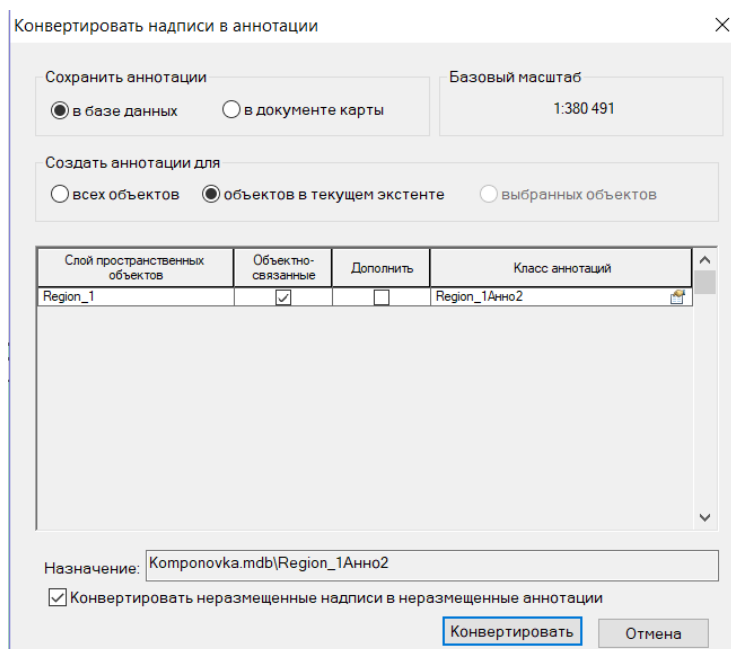 Конвертировать надписи в аннотации
Сохранить аннотации
в базе данных
в документе карты
Базовый масштаб
1:380 491
Создать аннотации для
всех объектов
объектов в текущем экстенте
выбранных объектов
Слой пространственных
объектов
Объектно-
связанные
Дополнить
Класс аннотаций
Region_1
Region_1Анно2
Назначение:
Komponovka.mdb\Region_1Анно2
Конвертировать неразмещенные надписи в неразмещенные аннотации
Конвертировать
Отмена